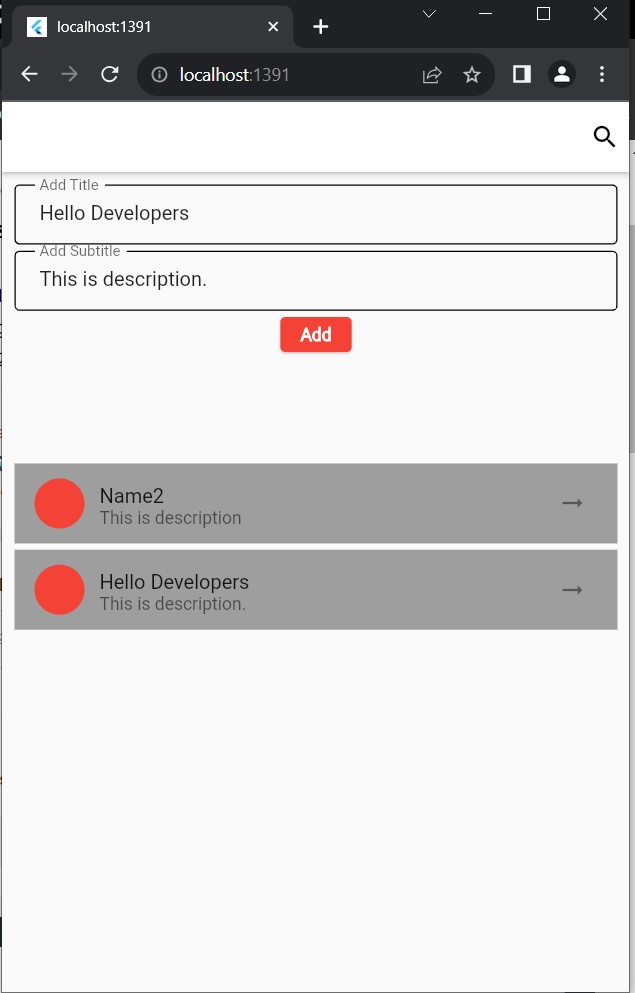 localhost:1391
localhost:1391
Add Title
Hello Developers
Add Subtitle
This is description.
Add
Name2
This is description
Hello Developers
This is description.